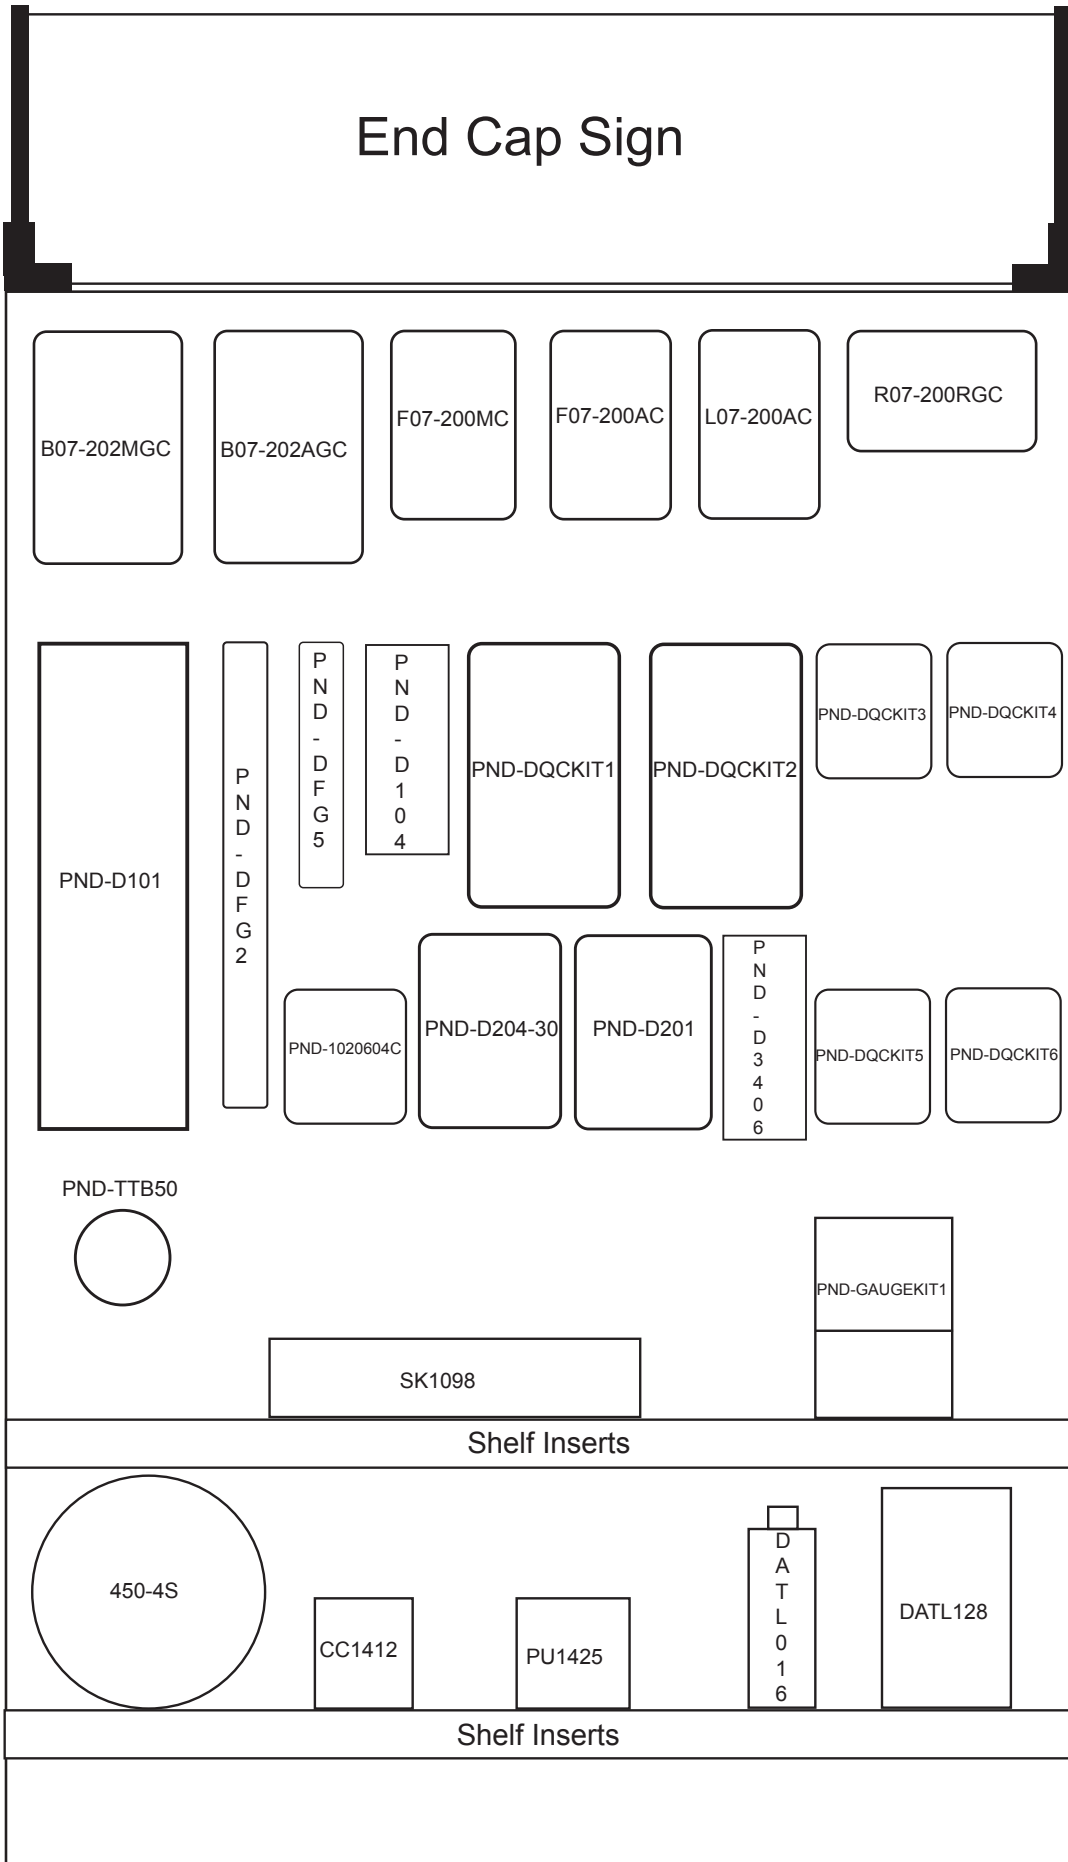 End Cap Sign
B07-202MGC
B07-202AGC
F07-200MC
F07-200AC
L07-200AC
R07-200RGC
PND-D101
PND-DFG2
PND-DFG5
PND-D104
PND-DQCKIT1
PND-DQCKIT2
PND-DQCKIT3
PND-DQCKIT4
PND-1020604C
PND-D204-30
PND-D201
PND-D3406
PND-DQCKIT5
PND-DQCKIT6
PND-TTB50
PND-GAUGEKIT1
SK1098
Shelf Inserts
450-4S
CC1412
PU1425
DATL016
DATL128
Shelf Inserts